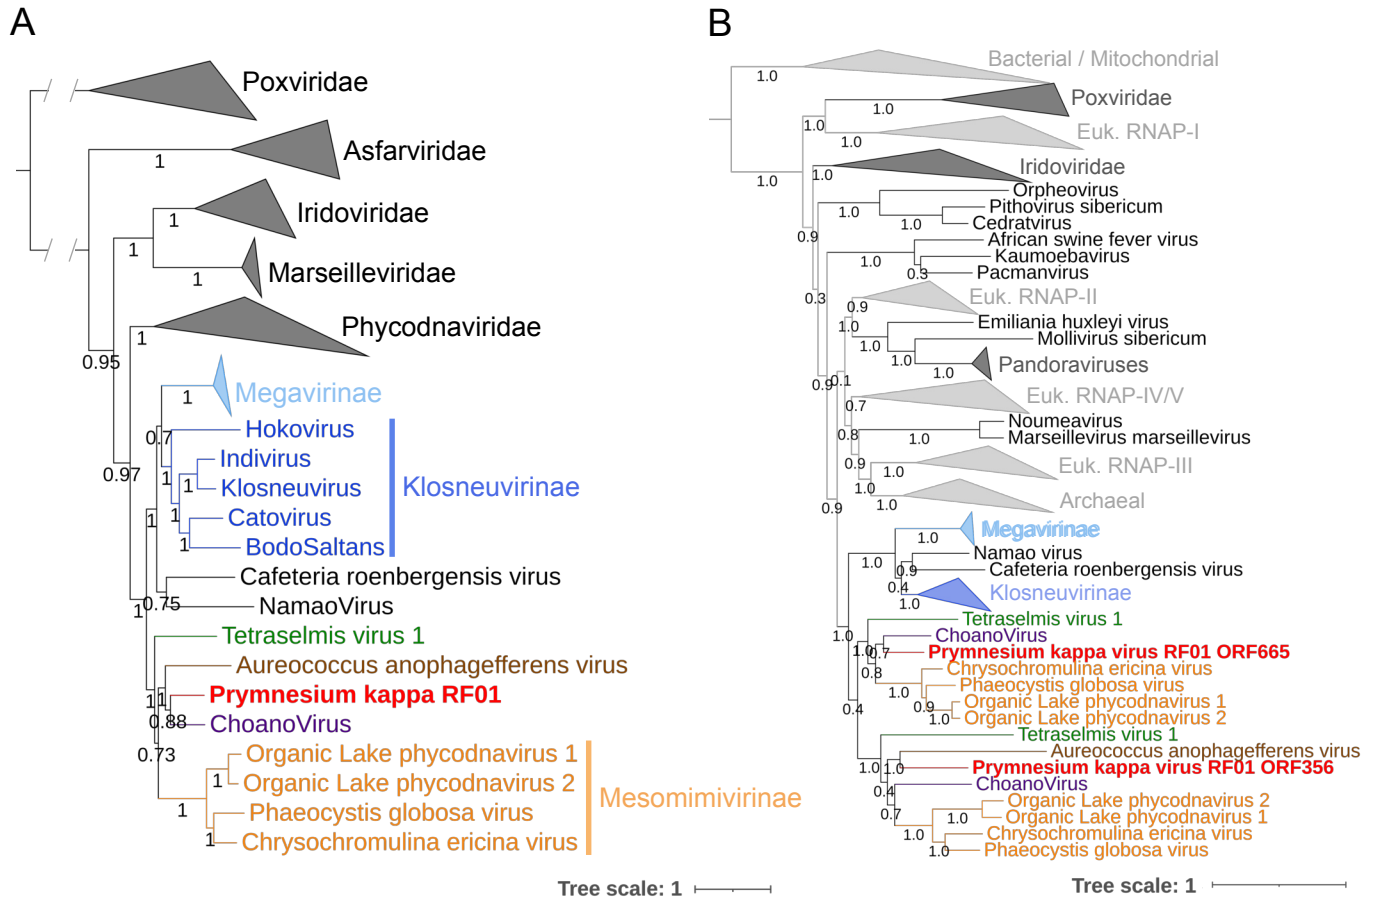 A
Poxviridae
Asfarviridae
1
Iridoviridae
1
1
Marseilleviridae
1
Phycodnaviridae
1
0.95
Megavirinae
1
Hokovirus
0.7
Indivirus
0.97
1
Klosneuvirus
1
Klosneuvirinae
Catovirus
1
1
BodoSaltans
1
Cafeteria roenbergensis virus
0.75
NamaoVirus
1
Tetraselmis virus 1
Aureococcus anophagefferens virus
Prymnesium kappa RF01
1
1
0.88
ChoanoVirus
0.73
Organic Lake phycodnavirus 1
Organic Lake phycodnavirus 2
1
Mesomimivirinae
1
Phaeocystis globosa virus
Chrysochromulina ericina virus
1
Tree scale: 1
B
Bacterial / Mitochondrial
1.0
Poxviridae
1.0
1.0
Euk. RNAP-I
1.0
Iridoviridae
1.0
1.0
Orpheovirus
Pithovirus sibericum
1.0
Cedratvirus
1.0
0.9
African swine fever virus
Kaumoebavirus
1.0
Pacmanvirus
0.3
0.3
Euk. RNAP-II
0.9
Emiliania huxleyi virus
1.0
Mollivirus sibericum
1.0
1.0
Pandoraviruses
1.0
0.9
0.1
Euk. RNAP-IV/V
0.7
Noumeavirus
0.8
Marseillevirus marseillevirus
1.0
0.9
Euk. RNAP-III
1.0
1.0
Archaeal
1.0
0.9
Megavirinae
1.0
Namao virus
1.0
Cafeteria roenbergensis virus
0.9
0.4
Klosneuvirinae
1.0
Tetraselmis virus 1
1.0
ChoanoVirus
1.0
0.7
Prymnesium kappa virus RF01 ORF665
Chrysochromulina ericina virus
0.8
Phaeocystis globosa virus
1.0
Organic Lake phycodnavirus 1
0.9
Organic Lake phycodnavirus 2
1.0
0.4
Tetraselmis virus 1
Aureococcus anophagefferens virus
1.0
1.0
Prymnesium kappa virus RF01 ORF356
ChoanoVirus
0.4
Organic Lake phycodnavirus 2
0.7
Organic Lake phycodnavirus 1
1.0
Chrysochromulina ericina virus
1.0
Phaeocystis globosa virus
1.0
Tree scale: 1